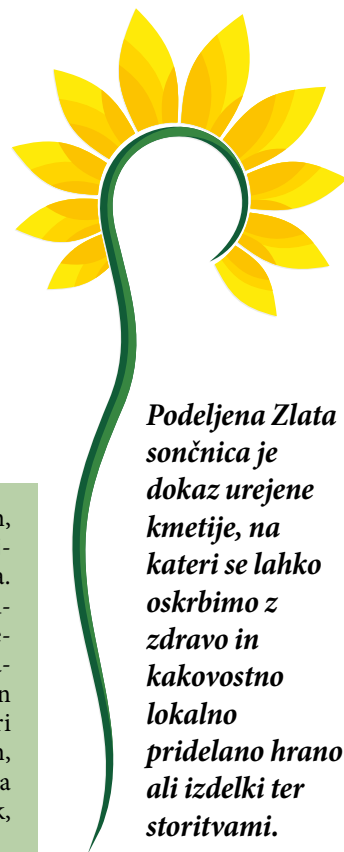 Podeljena Zlata
sončnica je
dokaz urejene
kmetije, na
kateri se lahko
oskrbimo z
zdravo in
kakovostno
lokalno
pridelano hrano
ali izdelki ter
storitvami.